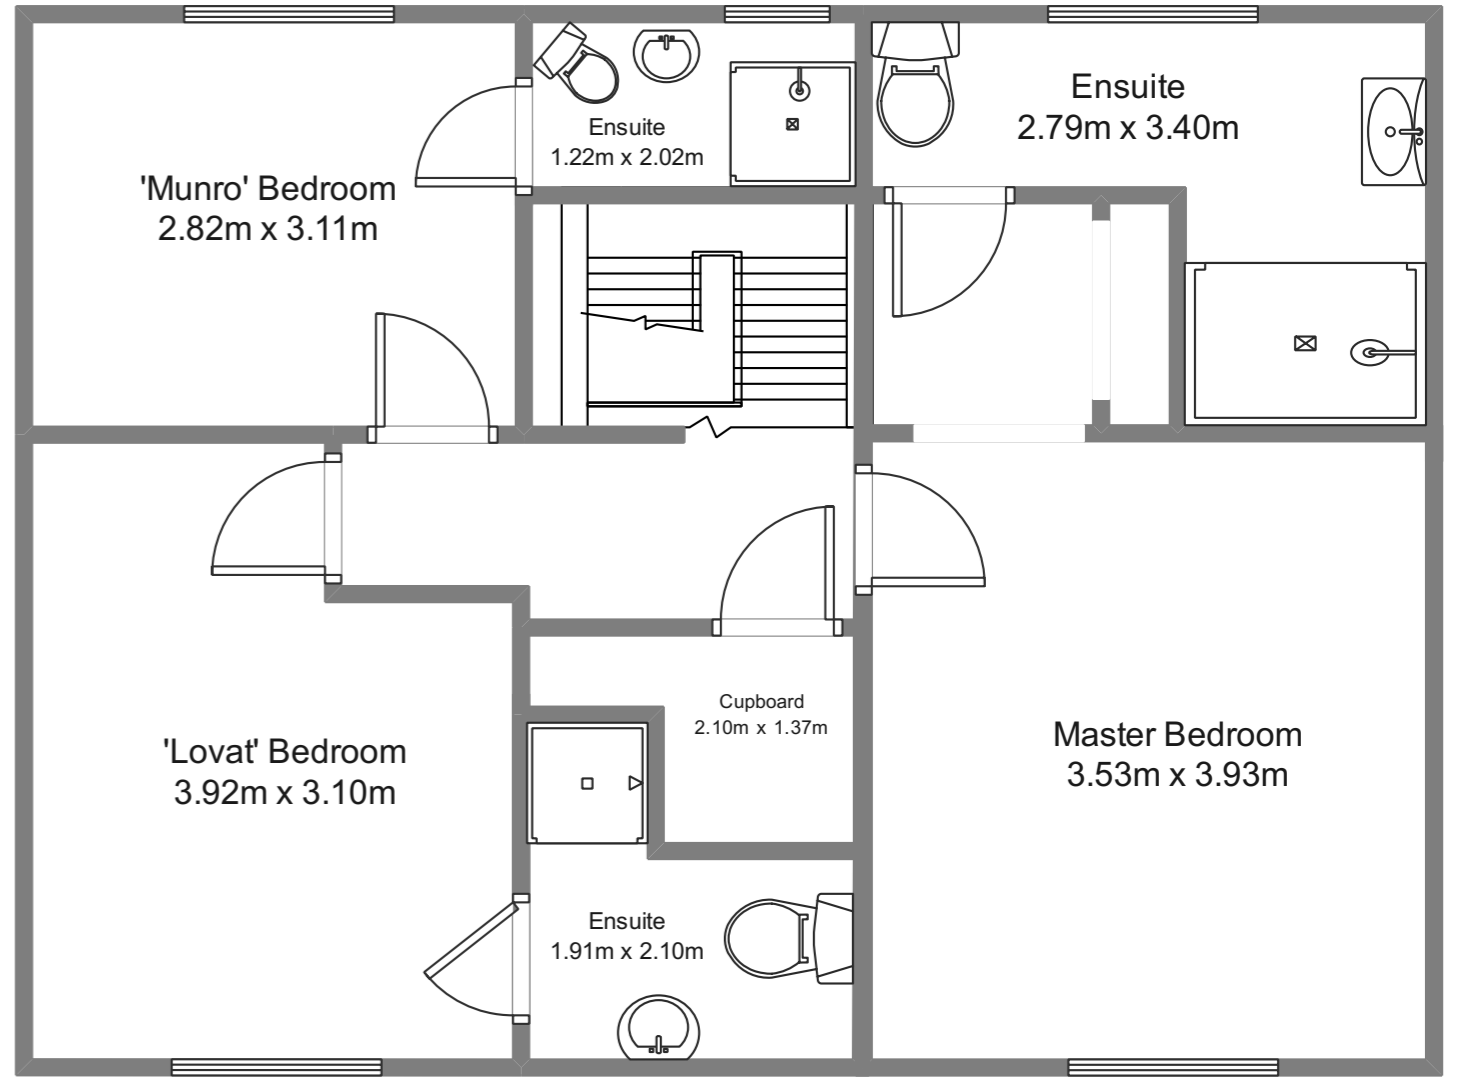 Ensuite
2.79m x 3.40m
Ensuite
1.22m x 2.02m
'Munro' Bedroom
2.82m x 3.11m
Cupboard
2.10m x 1.37m
Master Bedroom
3.53m x 3.93m
'Lovat' Bedroom
3.92m x 3.10m
Ensuite
1.91m x 2.10m